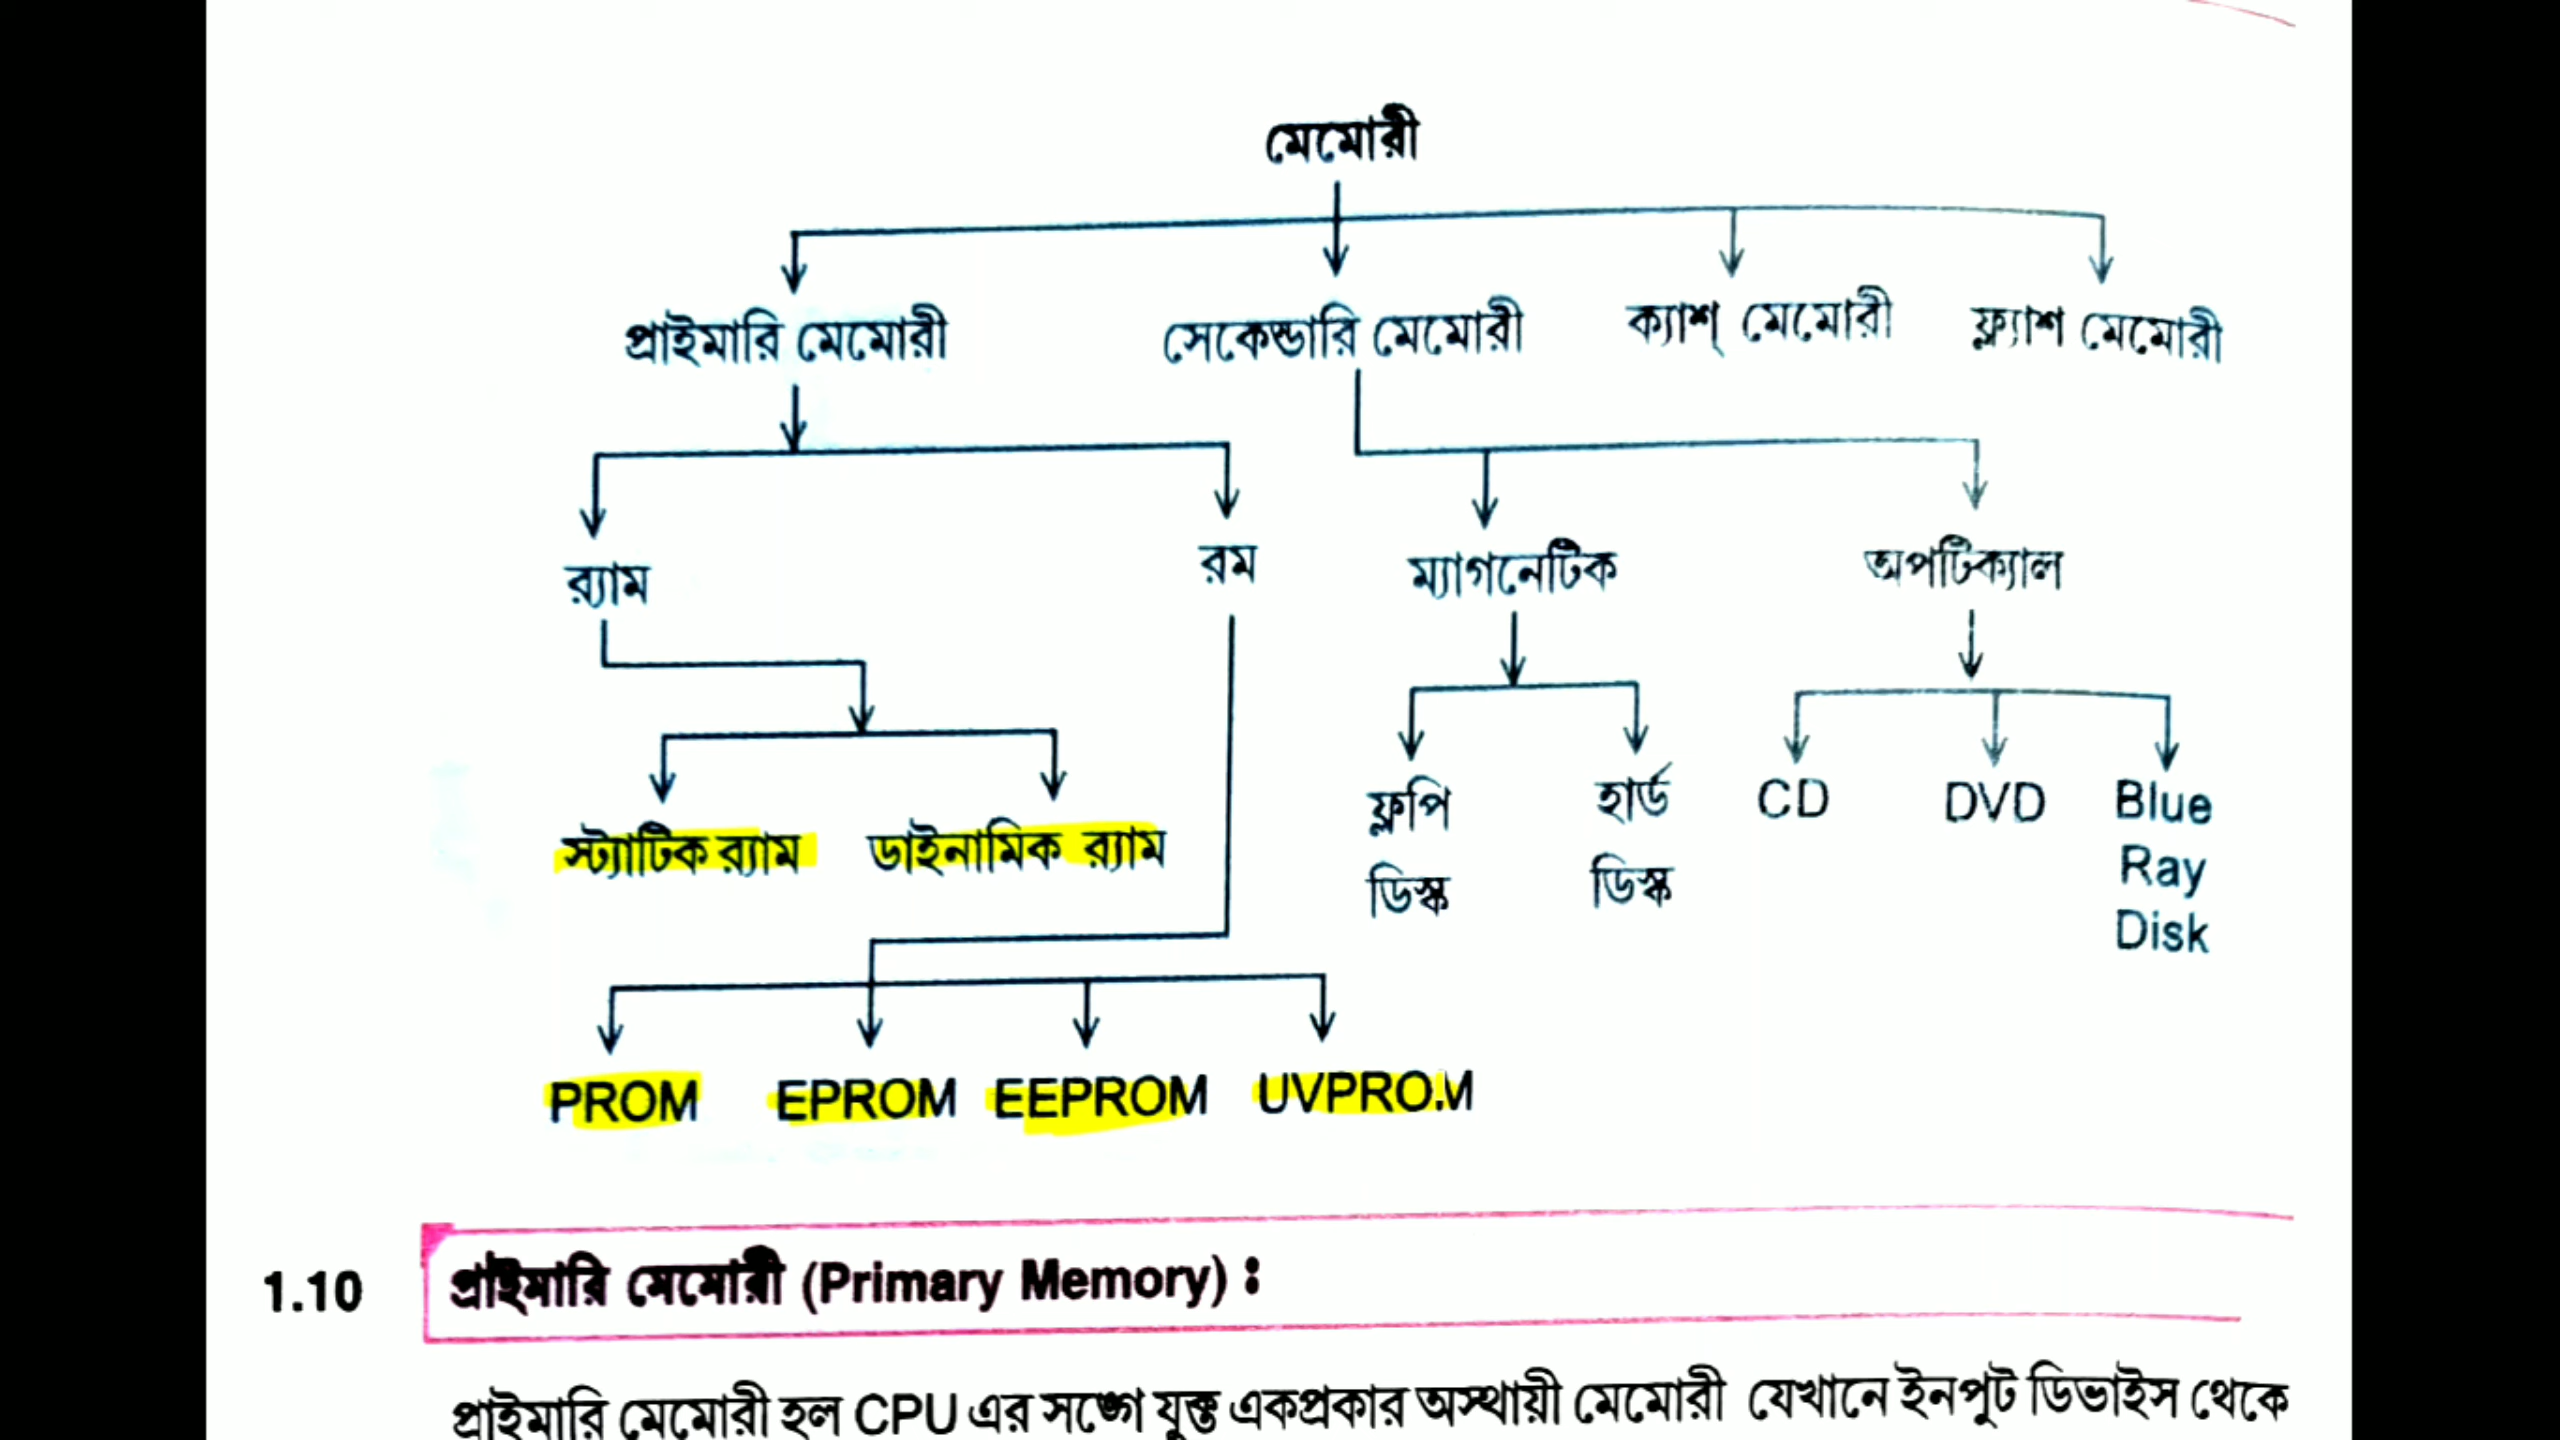 মেমোরী
প্রাইমারি মেমোরী সেকেন্ডারি মেমোরী ক্যাশ্ মেমোরী ফ্ল্যাশ মেমোরী
র‍্যাম রম ম্যাগনেটিক অপটিক্যাল
স্ট্যাটিক র‍্যাম ডাইনামিক র‍্যাম
ফ্লপি ডিস্ক
হার্ড ডিস্ক
CD DVD
Blue
Ray
Disk
PROM EPROM EEPROM UVPROM
1.10 প্রাইমারি মেমোরী (Primary Memory) :
প্রাইমারি মেমোরী হল CPU এর সঙ্গে যুক্ত একপ্রকার অস্থায়ী মেমোরী যেখানে ইনপুট ডিভাইস থেকে